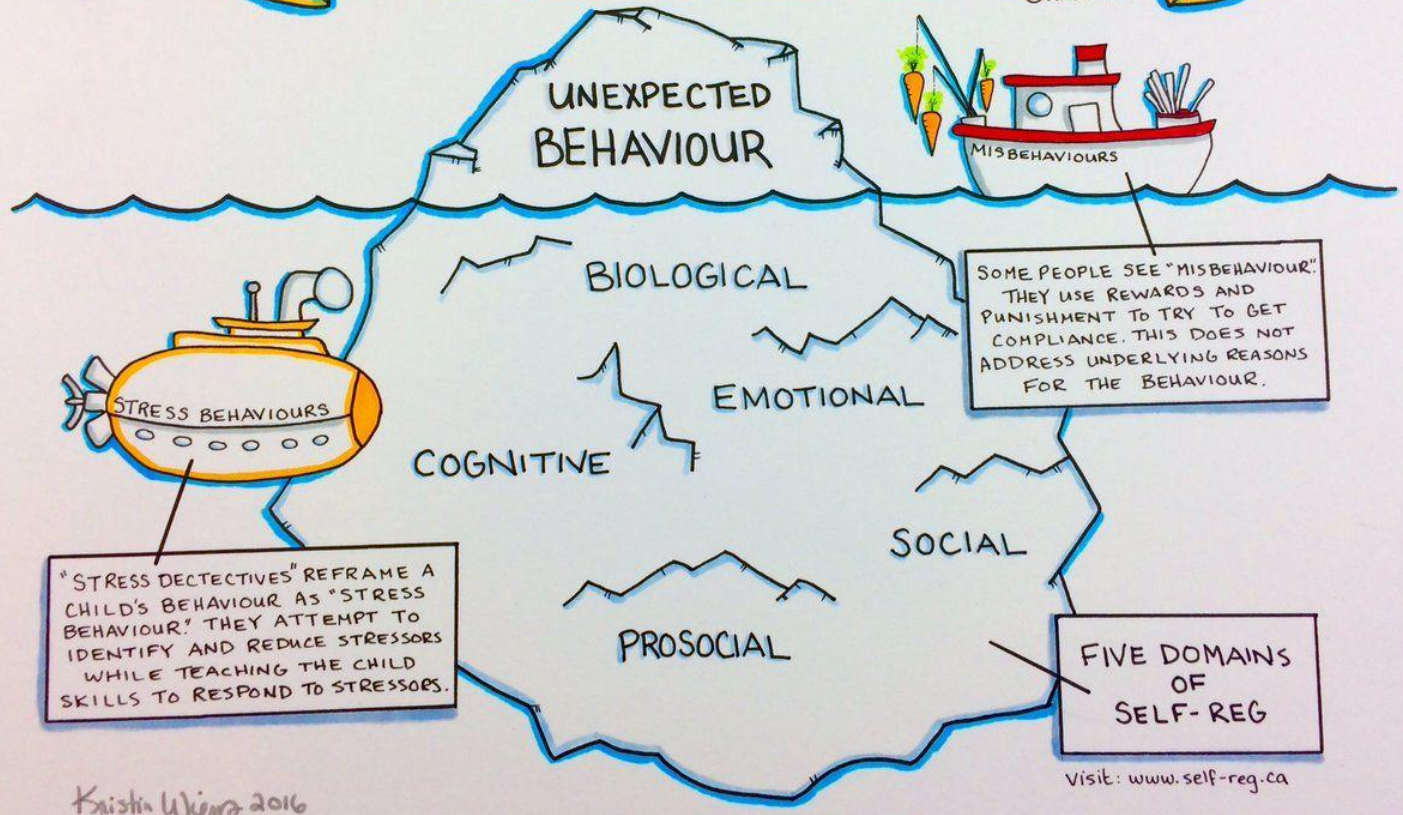 UNEXPECTED
BEHAVIOUR
MISBEHAVIOURS
SOME PEOPLE SEE "MISBEHAVIOUR".
THEY USE REWARDS AND
PUNISHMENT TO TRY TO GET
COMPLIANCE. THIS DOES NOT
ADDRESS UNDERLYING REASONS
FOR THE BEHAVIOUR.
BIOLOGICAL
EMOTIONAL
COGNITIVE
SOCIAL
PROSOCIAL
STRESS BEHAVIOURS
"STRESS DECTECTIVES" REFRAME A
CHILD'S BEHAVIOUR AS "STRESS
BEHAVIOUR." THEY ATTEMPT TO
IDENTIFY AND REDUCE STRESSORS
WHILE TEACHING THE CHILD
SKILLS TO RESPOND TO STRESSORS.
FIVE DOMAINS
OF
SELF-REG
Visit: www.self-reg.ca
Kristin Wiens 2016